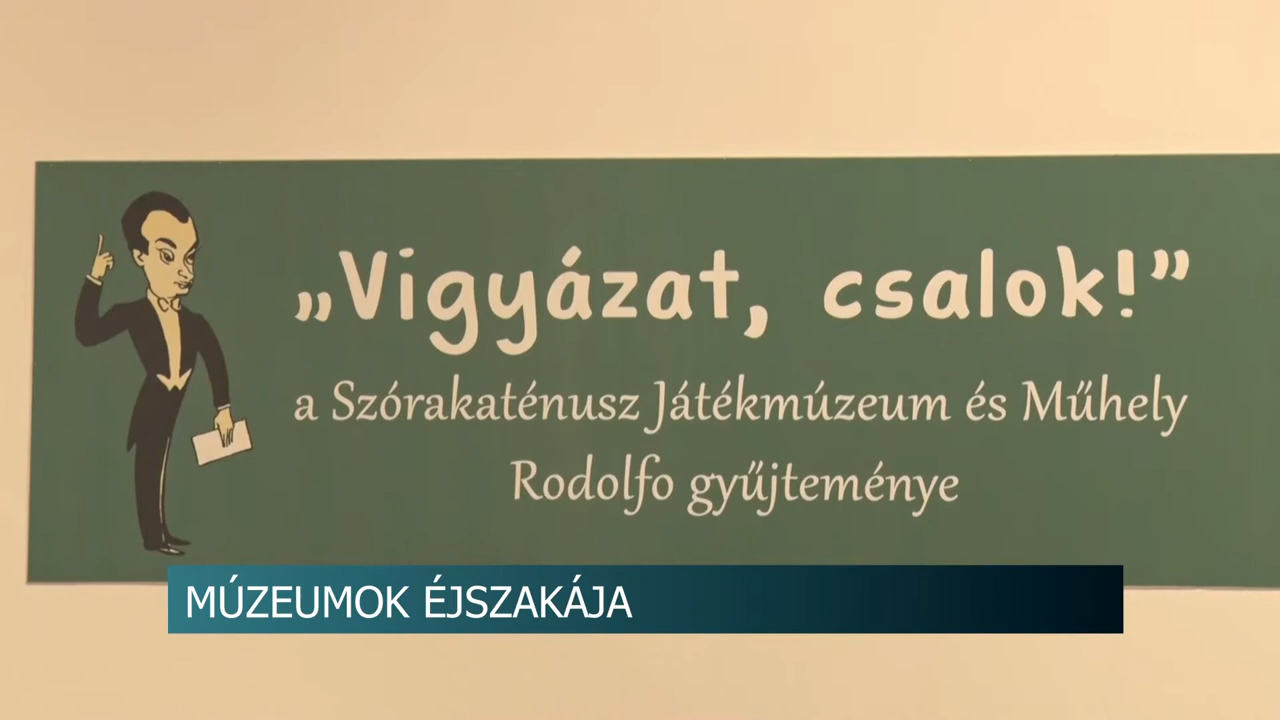 „Vigyázat, csalok!”
a Szórakaténusz Játékmúzeum és Műhely
Rodolfo gyűjteménye
MÚZEUMOK ÉJSZAKÁJA